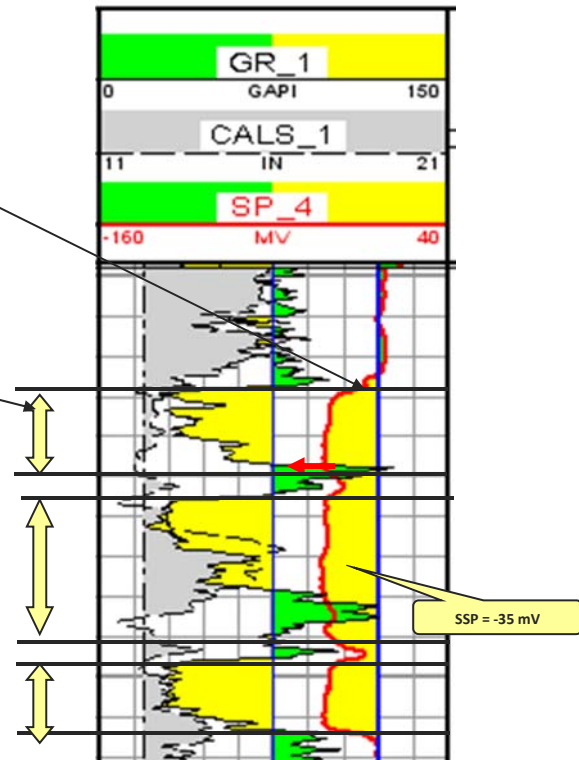 GR_1
0 GAPI 150
CALS_1
11 IN 21
SP_4
-160 MV 40
SSP = -35 mV